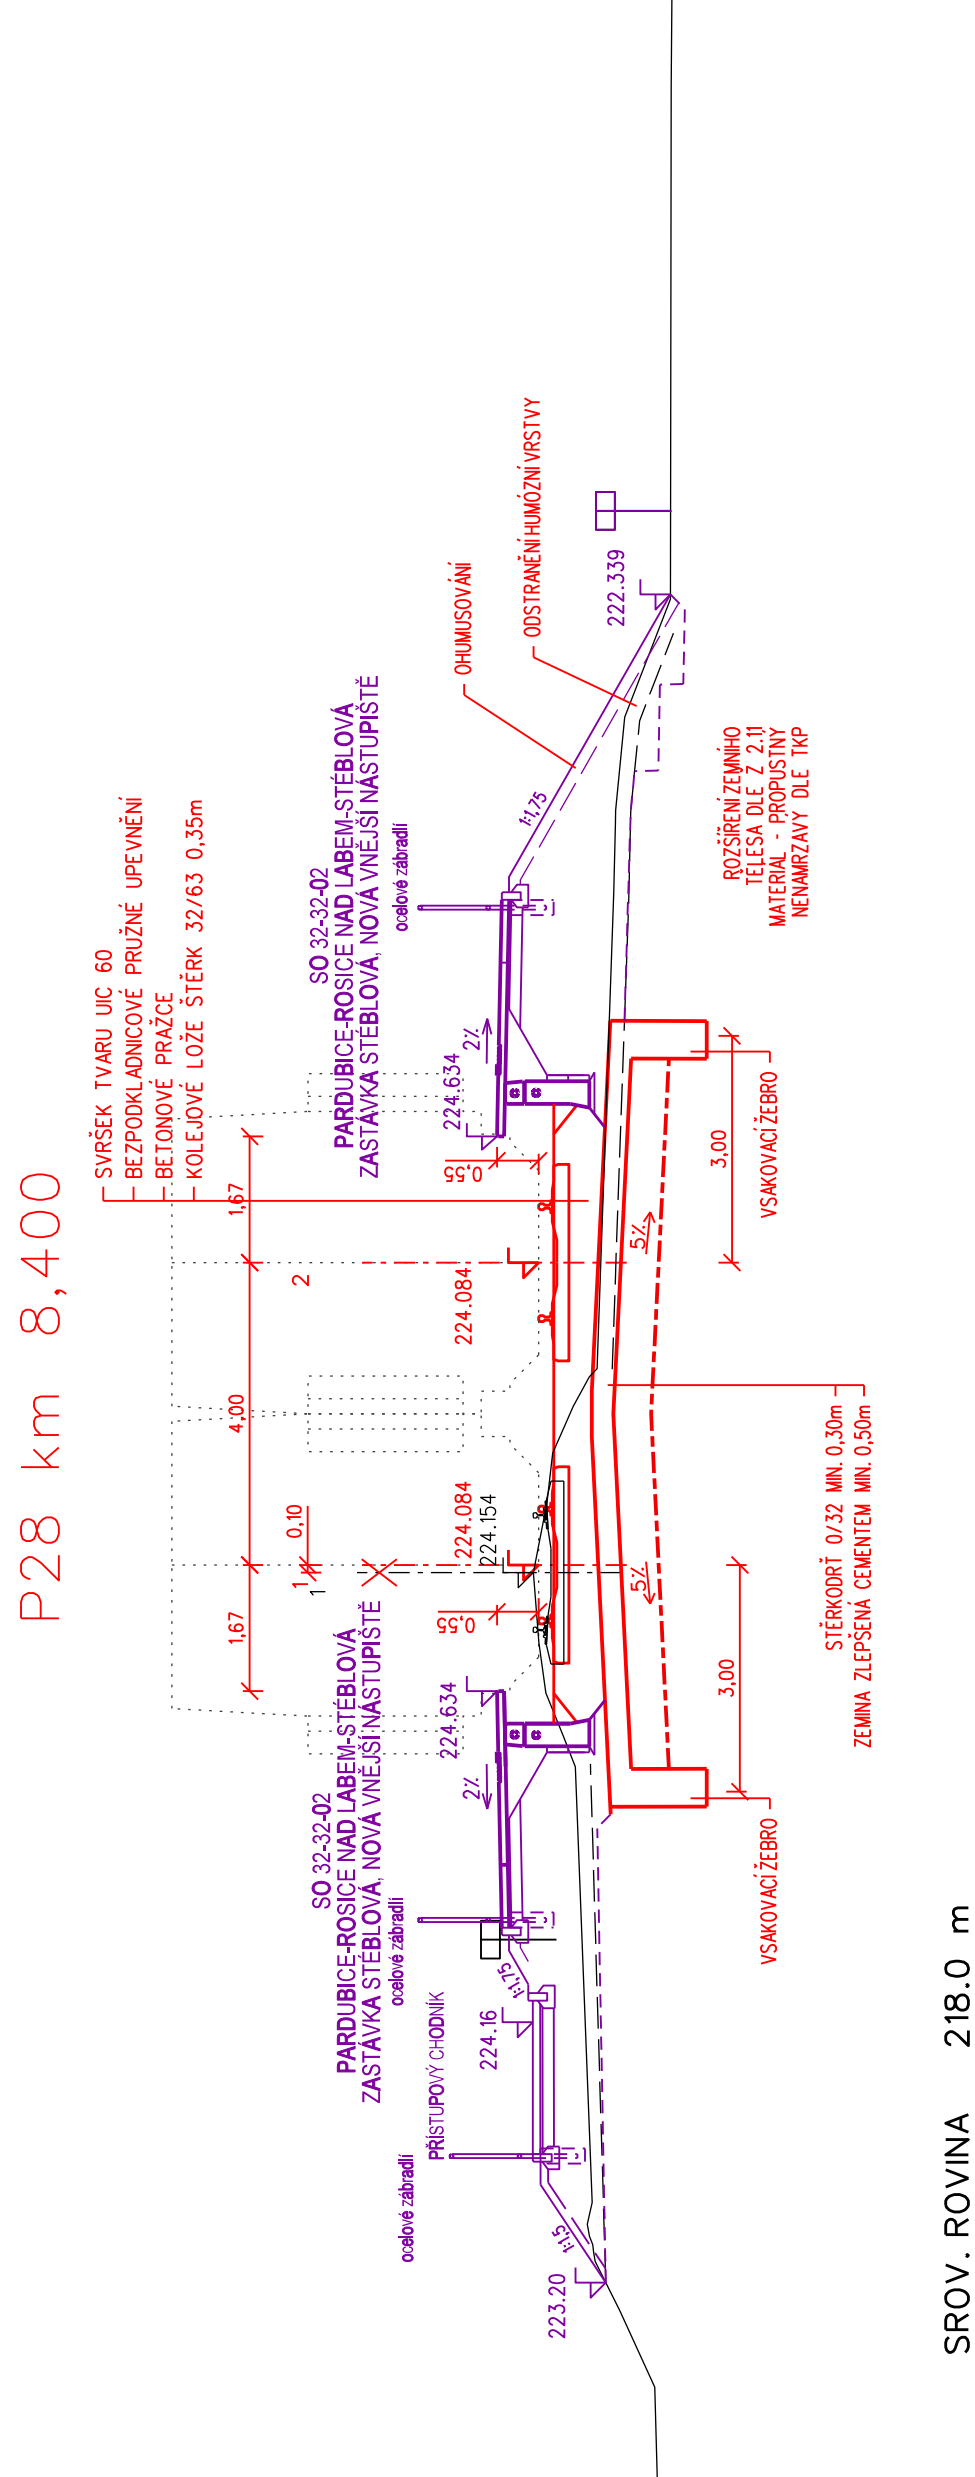 P28 km 8,400
SVRŠEK TVARU UIC 60
BEZPODKLADNICOVÉ PRUŽNÉ UPEVNĚNÍ
BETONOVÉ PRAŽCE
KOLEJOVÉ LOŽE ŠTĚRK 32/63 0,35m
1,67
4,00
1,67
0,10
1
1
2
SO 32-32-02
PARDUBICE-ROSICE NAD LABEM-STÉBLOVÁ
ZASTÁVKA STÉBLOVÁ, NOVÁ VNĚJŠÍ NÁSTUPIŠTĚ
ocelové zábradlí
SO 32-32-02
PARDUBICE-ROSICE NAD LABEM-STÉBLOVÁ
ZASTÁVKA STÉBLOVÁ, NOVÁ VNĚJŠÍ NÁSTUPIŠTĚ
ocelové zábradlí
ocelové zábradlí
PŘÍSTUPOVÝ CHODNÍK
224.634
2%
0,55
224.084
224.154
224.084
0,55
224.634
2%
OHUMUSOVÁNÍ
ODSTRANĚNÍ HUMÓZNÍ VRSTVY
1:1,75
222.339
224.16
1:1,75
1:1,5
223.20
5%
5%
3,00
3,00
VSAKOVACÍ ŽEBRO
VSAKOVACÍ ŽEBRO
ROZŠÍŘENÍ ZEMNÍHO
TĚLESA DLE Z 2.11
MATERIÁL - PROPUSTNÝ
NENAMRZAVÝ DLE TKP
ŠTĚRKODRŤ 0/32 MIN. 0,30m
ZEMINA ZLEPŠENÁ CEMENTEM MIN. 0,50m
SROV. ROVINA 218.0 m